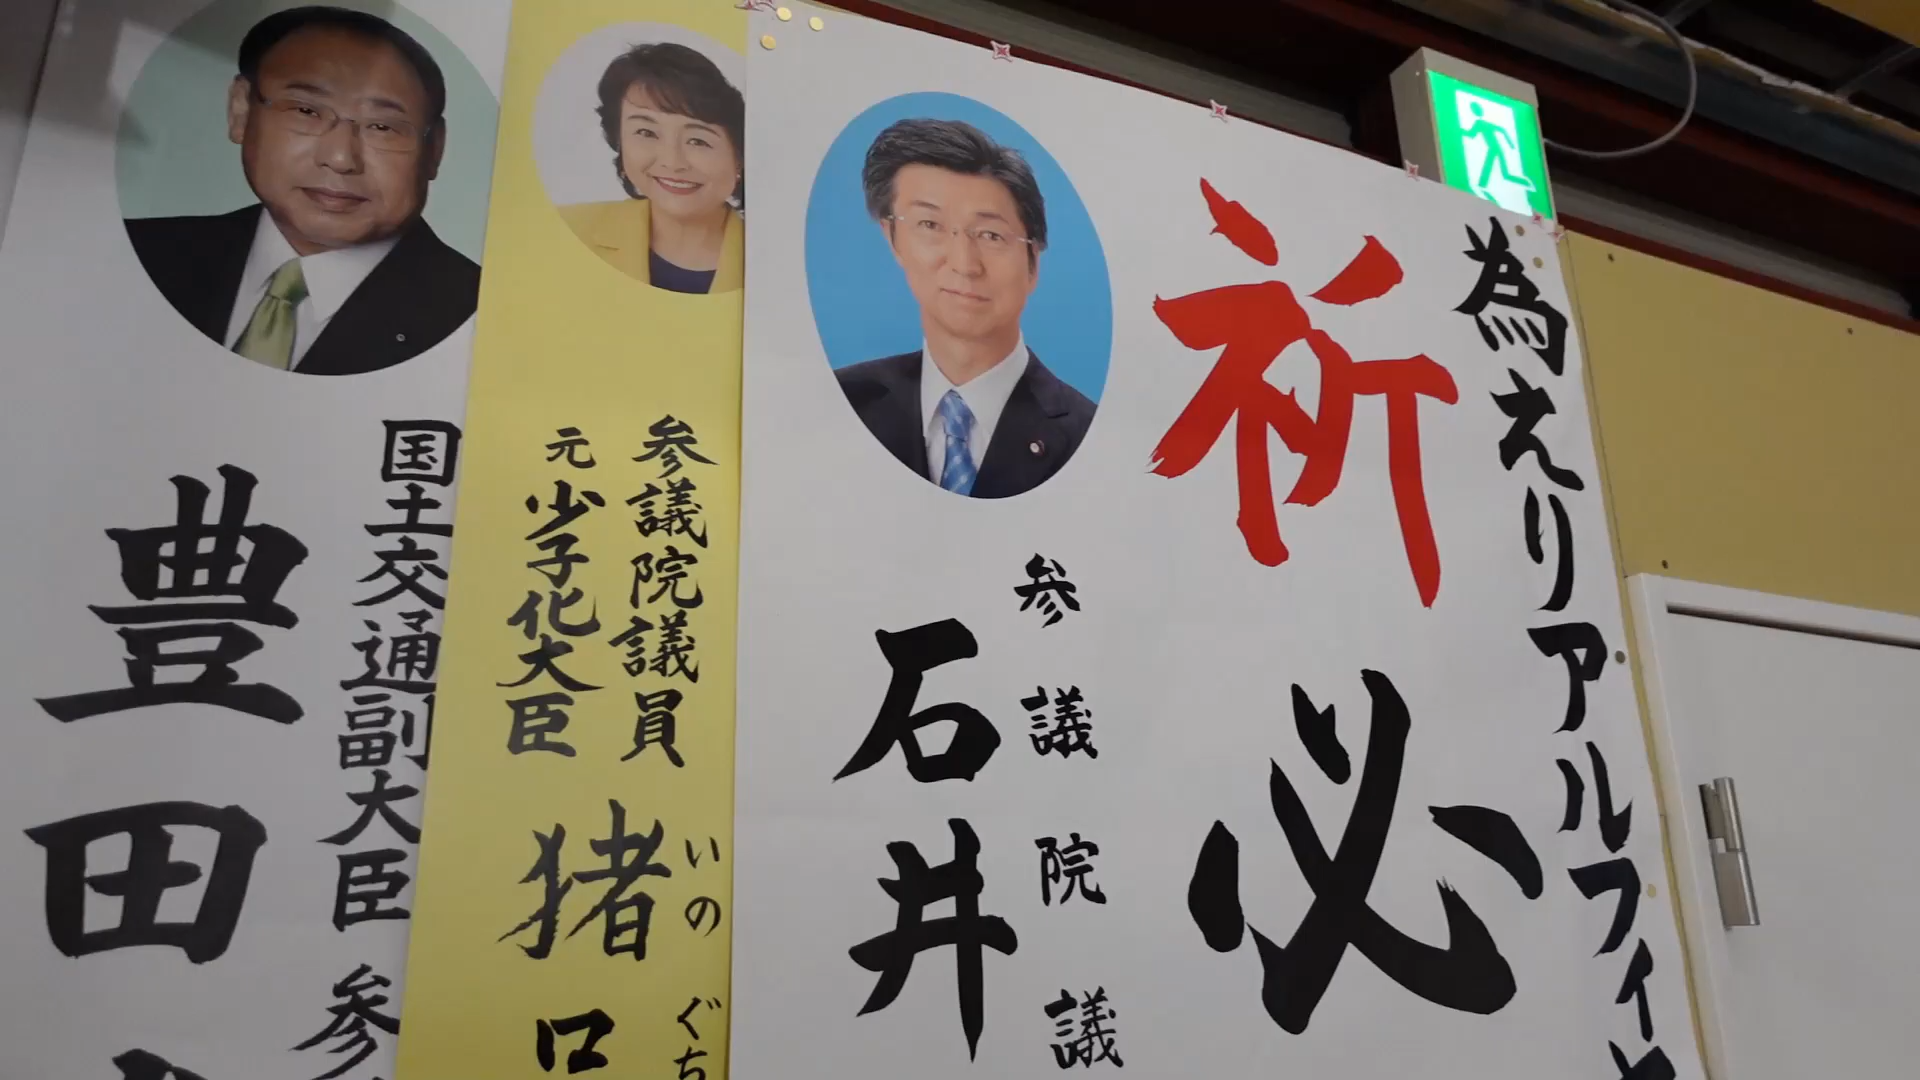 為えりアルフィヤ
祈必
参議院議
石井
参議院議員
元少子化大臣
いのぐち
猪口
国土交通副大臣
参
豊田